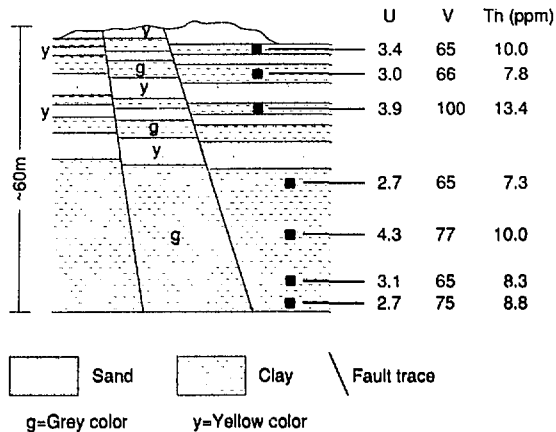 U V Th (ppm)
y
y 3.4 65 10.0
g 3.0 66 7.8
y
y 3.9 100 13.4
g
y
2.7 65 7.3
~60m
g 4.3 77 10.0
3.1 65 8.3
2.7 75 8.8
Sand Clay Fault trace
g=Grey color y=Yellow color